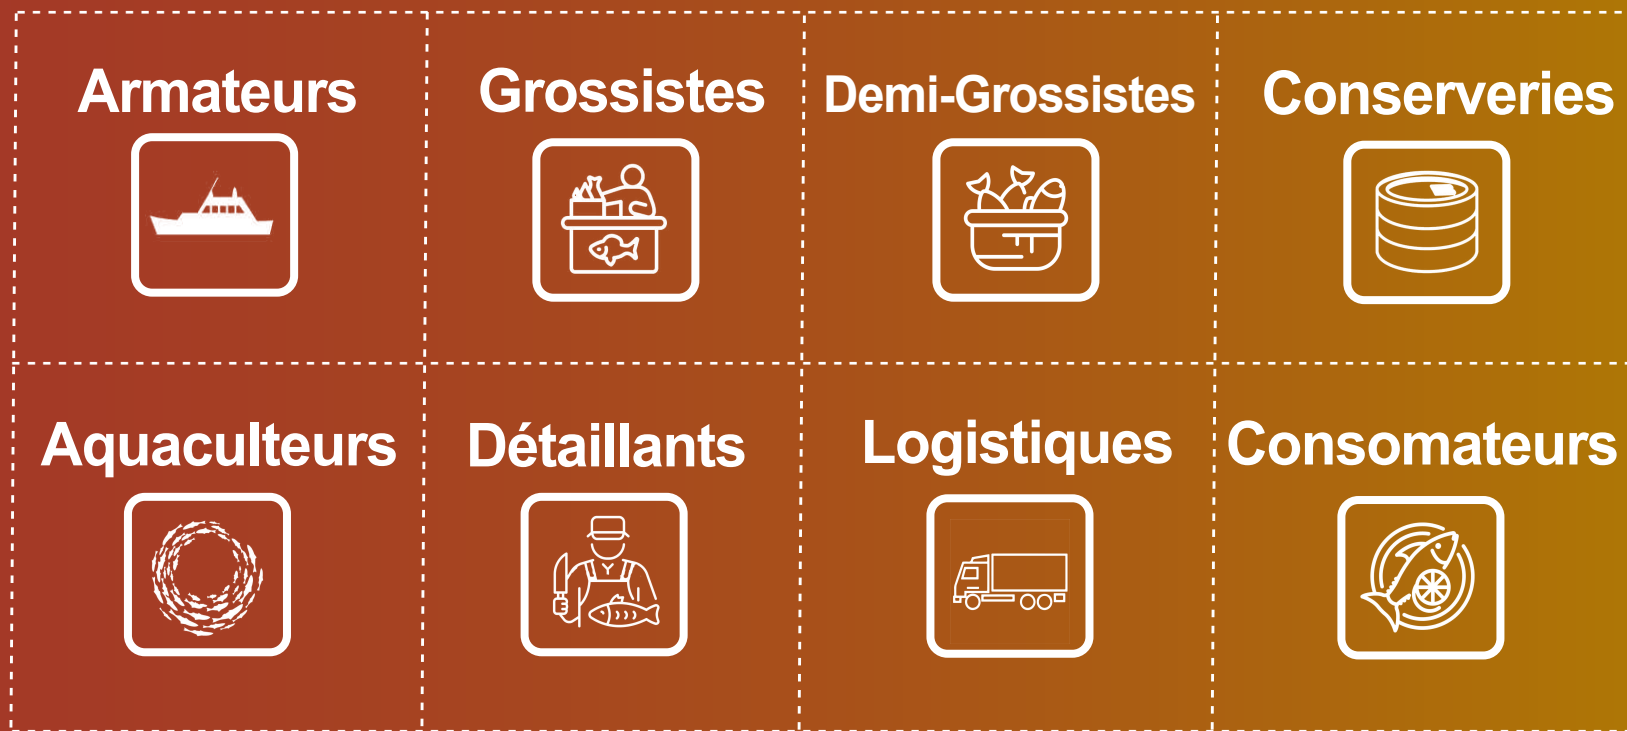 Armateurs
Grossistes
Demi-Grossistes
Conserveries
Aquaculteurs
Détaillants
Logistiques
Consomateurs